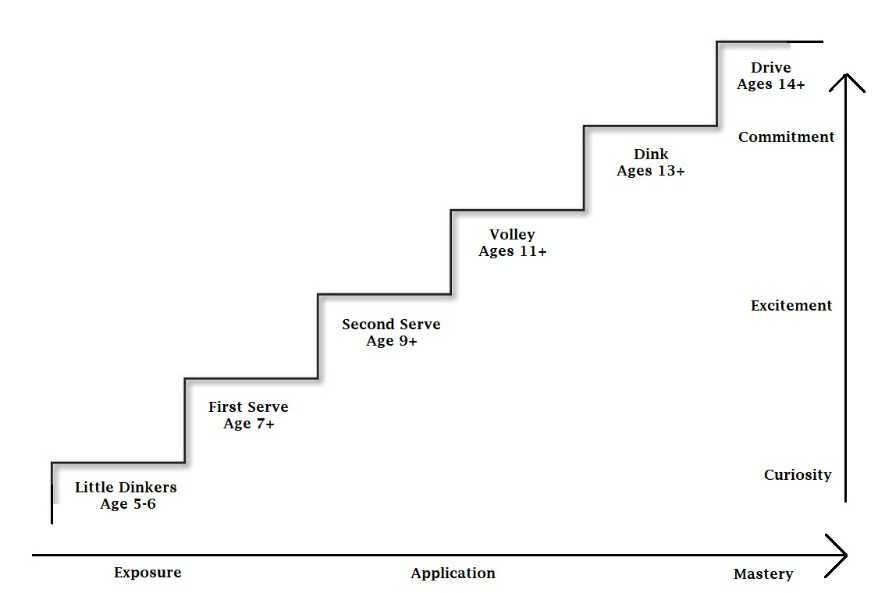 Drive
Ages 14+
Commitment
Dink
Ages 13+
Volley
Ages 11+
Excitement
Second Serve
Age 9+
First Serve
Age 7+
Curiosity
Little Dinkers
Age 5-6
Exposure
Application
Mastery